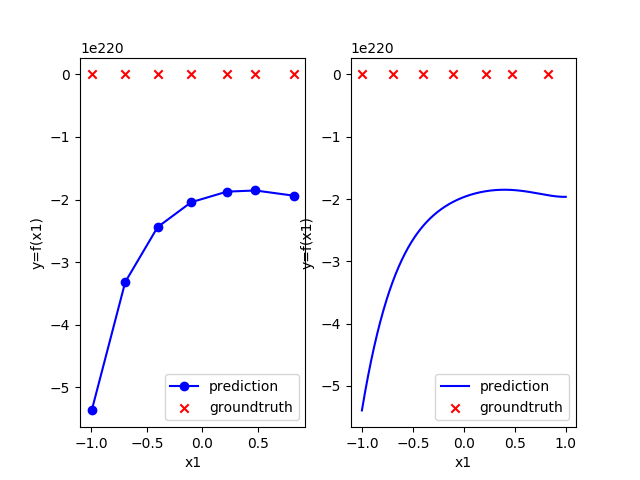 1e220
0
−1
−2
−3
−4
−5
y=f(x1)
−1.0 −0.5 0.0 0.5
x1
prediction
groundtruth
1e220
0
−1
−2
−3
−4
−5
y=f(x1)
−1.0 −0.5 0.0 0.5 1.0
x1
prediction
groundtruth